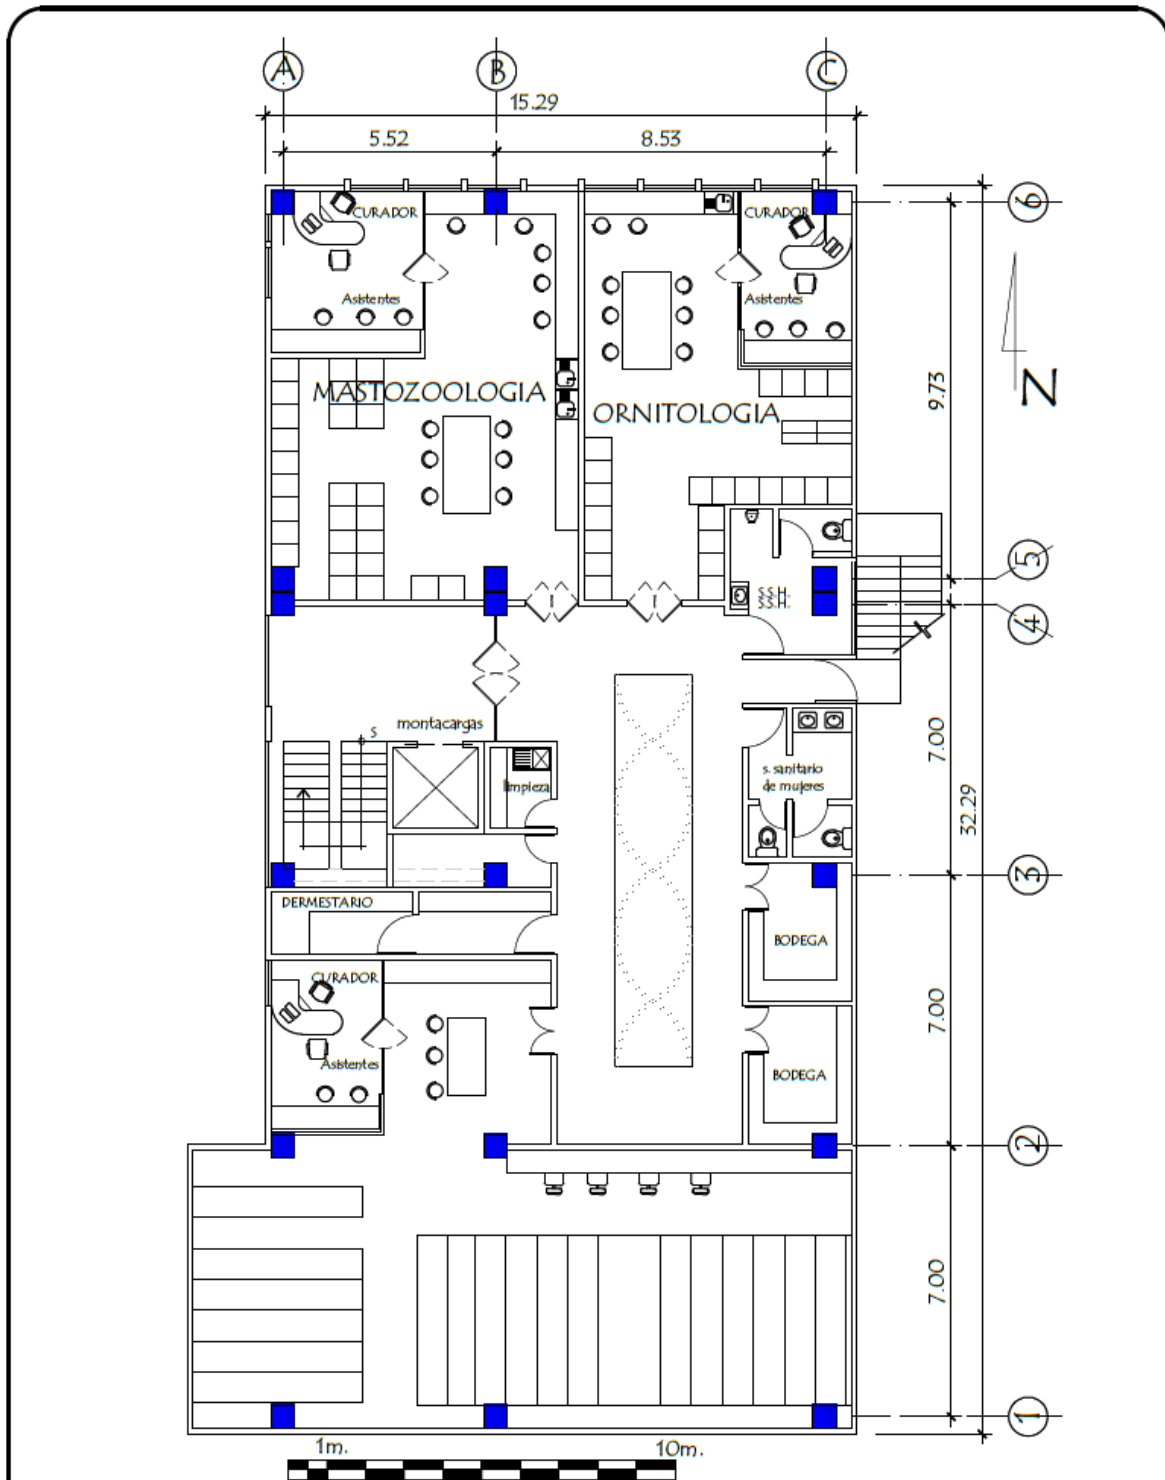 A B C
15.29
5.52 8.53
6
CURADOR
CURADOR
Asistentes
Asistentes
9.73
N
MASTOZOOLOGIA
ORNITOLOGIA
5
S.S.H.
S.S.H.
4
S
montacargas
7.00
s. sanitario
de mujeres
limpieza
32.29
3
DERMESTARIO
BODEGA
CURADOR
7.00
Asistentes
BODEGA
2
7.00
1
1m. 10m.